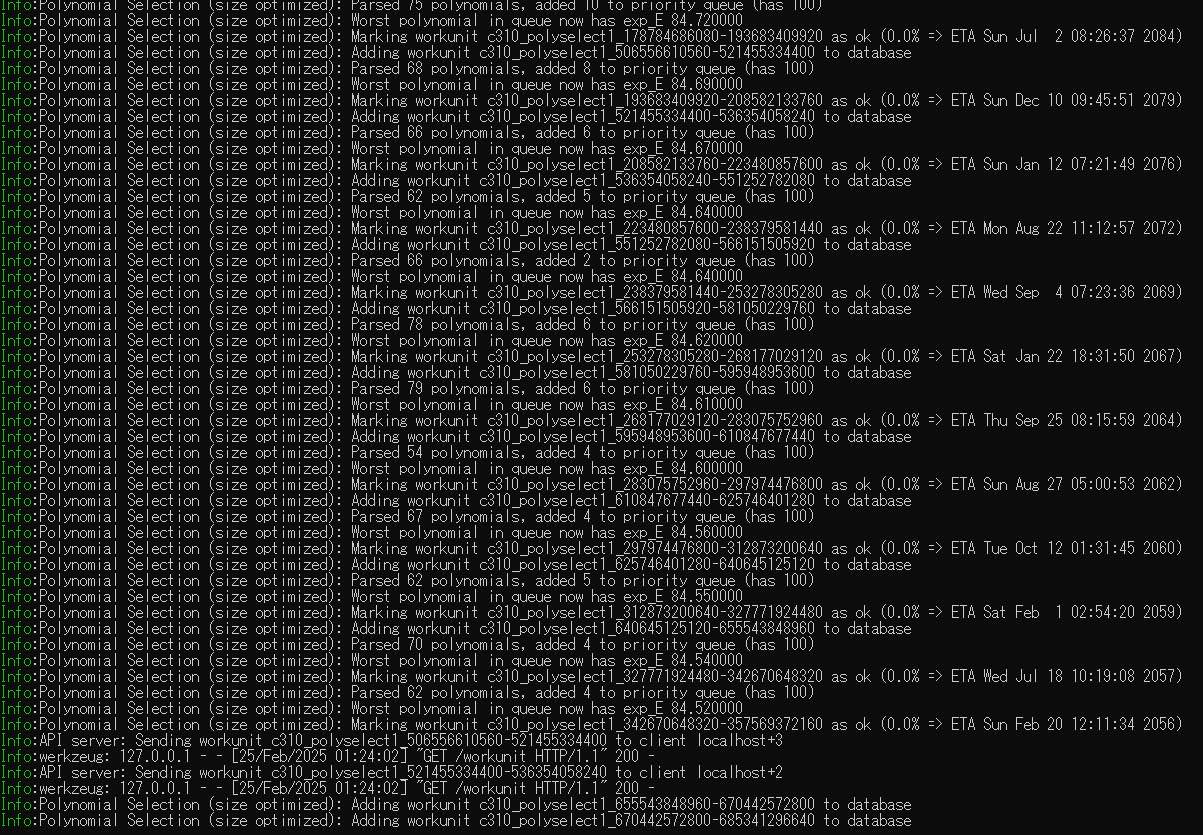 Info:Polynomial Selection (size optimized): Parsed 75 polynomials, added 10 to priority queue (has 100)
Info:Polynomial Selection (size optimized): Worst polynomial in queue now has exp_E 84.720000
Info:Polynomial Selection (size optimized): Marking workunit c310_polyselect1_178784686080-193683409920 as ok (0.0% => ETA Sun Jul  2 08:26:37 2084)
Info:Polynomial Selection (size optimized): Adding workunit c310_polyselect1_506556610560-521455334400 to database
Info:Polynomial Selection (size optimized): Parsed 68 polynomials, added 8 to priority queue (has 100)
Info:Polynomial Selection (size optimized): Worst polynomial in queue now has exp_E 84.690000
Info:Polynomial Selection (size optimized): Marking workunit c310_polyselect1_193683409920-208582133760 as ok (0.0% => ETA Sun Dec 10 09:45:51 2079)
Info:Polynomial Selection (size optimized): Adding workunit c310_polyselect1_521455334400-536354058240 to database
Info:Polynomial Selection (size optimized): Parsed 66 polynomials, added 6 to priority queue (has 100)
Info:Polynomial Selection (size optimized): Worst polynomial in queue now has exp_E 84.670000
Info:Polynomial Selection (size optimized): Marking workunit c310_polyselect1_208582133760-223480857600 as ok (0.0% => ETA Sun Jan 12 07:21:49 2076)
Info:Polynomial Selection (size optimized): Adding workunit c310_polyselect1_536354058240-551252782080 to database
Info:Polynomial Selection (size optimized): Parsed 62 polynomials, added 5 to priority queue (has 100)
Info:Polynomial Selection (size optimized): Worst polynomial in queue now has exp_E 84.640000
Info:Polynomial Selection (size optimized): Marking workunit c310_polyselect1_223480857600-238379581440 as ok (0.0% => ETA Mon Aug 22 11:12:57 2072)
Info:Polynomial Selection (size optimized): Adding workunit c310_polyselect1_551252782080-566151505920 to database
Info:Polynomial Selection (size optimized): Parsed 66 polynomials, added 2 to priority queue (has 100)
Info:Polynomial Selection (size optimized): Worst polynomial in queue now has exp_E 84.640000
Info:Polynomial Selection (size optimized): Marking workunit c310_polyselect1_238379581440-253278305280 as ok (0.0% => ETA Wed Sep  4 07:23:36 2069)
Info:Polynomial Selection (size optimized): Adding workunit c310_polyselect1_566151505920-581050229760 to database
Info:Polynomial Selection (size optimized): Parsed 78 polynomials, added 6 to priority queue (has 100)
Info:Polynomial Selection (size optimized): Worst polynomial in queue now has exp_E 84.620000
Info:Polynomial Selection (size optimized): Marking workunit c310_polyselect1_253278305280-268177029120 as ok (0.0% => ETA Sat Jan 22 18:31:50 2067)
Info:Polynomial Selection (size optimized): Adding workunit c310_polyselect1_581050229760-595948953600 to database
Info:Polynomial Selection (size optimized): Parsed 79 polynomials, added 6 to priority queue (has 100)
Info:Polynomial Selection (size optimized): Worst polynomial in queue now has exp_E 84.610000
Info:Polynomial Selection (size optimized): Marking workunit c310_polyselect1_268177029120-283075752960 as ok (0.0% => ETA Thu Sep 25 08:15:59 2064)
Info:Polynomial Selection (size optimized): Adding workunit c310_polyselect1_595948953600-610847677440 to database
Info:Polynomial Selection (size optimized): Parsed 54 polynomials, added 4 to priority queue (has 100)
Info:Polynomial Selection (size optimized): Worst polynomial in queue now has exp_E 84.600000
Info:Polynomial Selection (size optimized): Marking workunit c310_polyselect1_283075752960-297974476800 as ok (0.0% => ETA Sun Aug 27 05:00:53 2062)
Info:Polynomial Selection (size optimized): Adding workunit c310_polyselect1_610847677440-625746401280 to database
Info:Polynomial Selection (size optimized): Parsed 67 polynomials, added 4 to priority queue (has 100)
Info:Polynomial Selection (size optimized): Worst polynomial in queue now has exp_E 84.560000
Info:Polynomial Selection (size optimized): Marking workunit c310_polyselect1_297974476800-312873200640 as ok (0.0% => ETA Tue Oct 12 01:31:45 2060)
Info:Polynomial Selection (size optimized): Adding workunit c310_polyselect1_625746401280-640645125120 to database
Info:Polynomial Selection (size optimized): Parsed 62 polynomials, added 5 to priority queue (has 100)
Info:Polynomial Selection (size optimized): Worst polynomial in queue now has exp_E 84.550000
Info:Polynomial Selection (size optimized): Marking workunit c310_polyselect1_312873200640-327771924480 as ok (0.0% => ETA Sat Feb  1 02:54:20 2059)
Info:Polynomial Selection (size optimized): Adding workunit c310_polyselect1_640645125120-655543848960 to database
Info:Polynomial Selection (size optimized): Parsed 70 polynomials, added 4 to priority queue (has 100)
Info:Polynomial Selection (size optimized): Worst polynomial in queue now has exp_E 84.540000
Info:Polynomial Selection (size optimized): Marking workunit c310_polyselect1_327771924480-342670648320 as ok (0.0% => ETA Wed Jul 18 10:19:08 2057)
Info:Polynomial Selection (size optimized): Parsed 62 polynomials, added 4 to priority queue (has 100)
Info:Polynomial Selection (size optimized): Worst polynomial in queue now has exp_E 84.520000
Info:Polynomial Selection (size optimized): Marking workunit c310_polyselect1_342670648320-357569372160 as ok (0.0% => ETA Sun Feb 20 12:11:34 2056)
Info:API server: Sending workunit c310_polyselect1_506556610560-521455334400 to client localhost+3
Info:werkzeug: 127.0.0.1 - - [25/Feb/2025 01:24:02] "GET /workunit HTTP/1.1" 200 -
Info:API server: Sending workunit c310_polyselect1_521455334400-536354058240 to client localhost+2
Info:werkzeug: 127.0.0.1 - - [25/Feb/2025 01:24:02] "GET /workunit HTTP/1.1" 200 -
Info:Polynomial Selection (size optimized): Adding workunit c310_polyselect1_655543848960-670442572800 to database
Info:Polynomial Selection (size optimized): Adding workunit c310_polyselect1_670442572800-685341296640 to database